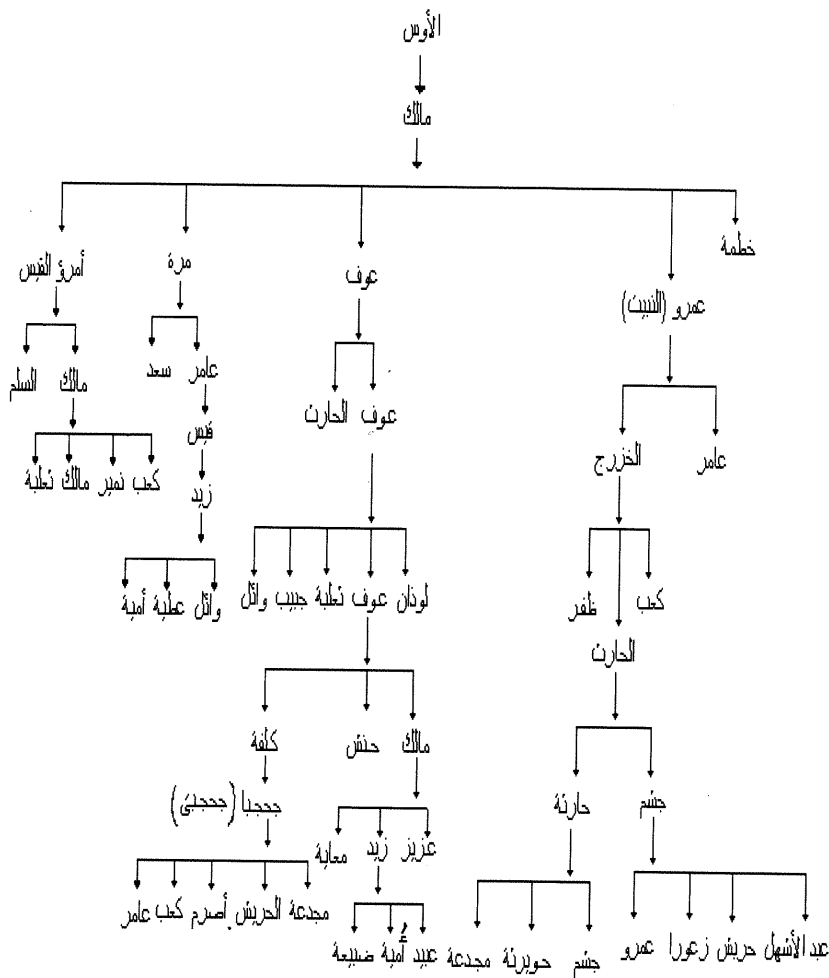 الأوس
مالك
خطمة
عمرو (النبيت)
عوف
مرة
أمرؤ القيس
عامر
الخزرج
عوف
الحارث
عامر
سعد
مالك
السلم
قيس
زيد
كعب
نمير
مالك
ثعلبة
كعب
ظفر
الحارث
لوذان
عوف
ثعلبة
حبيب
وائل
وائل
عطية
أمية
جشم
حارثة
مالك
حنش
كلفة
جحجبا (جحجبى)
عزيز
زيد
معاية
عبد الأشهل
حريش
زعورا
عمرو
جشم
حويرثة
مجدعة
عبيد
أمية
ضبيعة
مجدعة
الحريش
أصرم
كعب
عامر